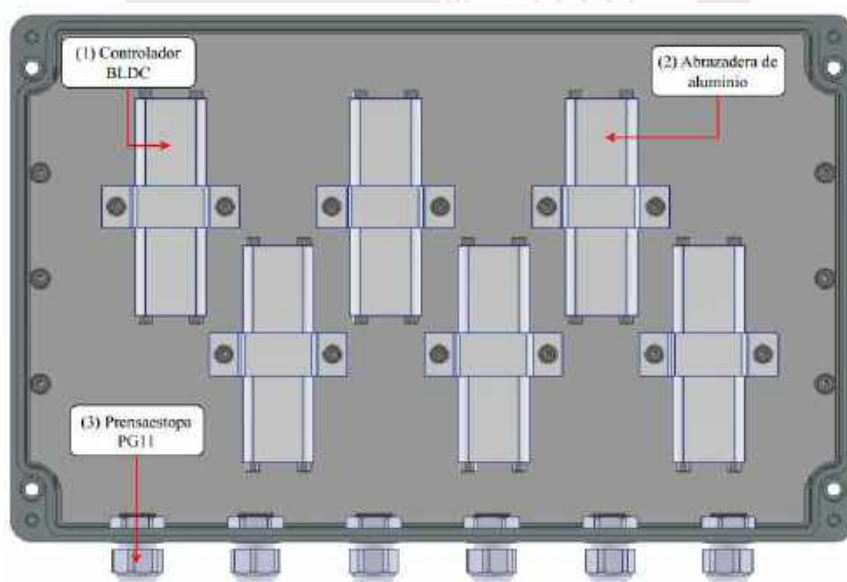 (1) Controlador
BLDC
(2) Abrazadera de
aluminio
(3) Prensaestopa
PG11